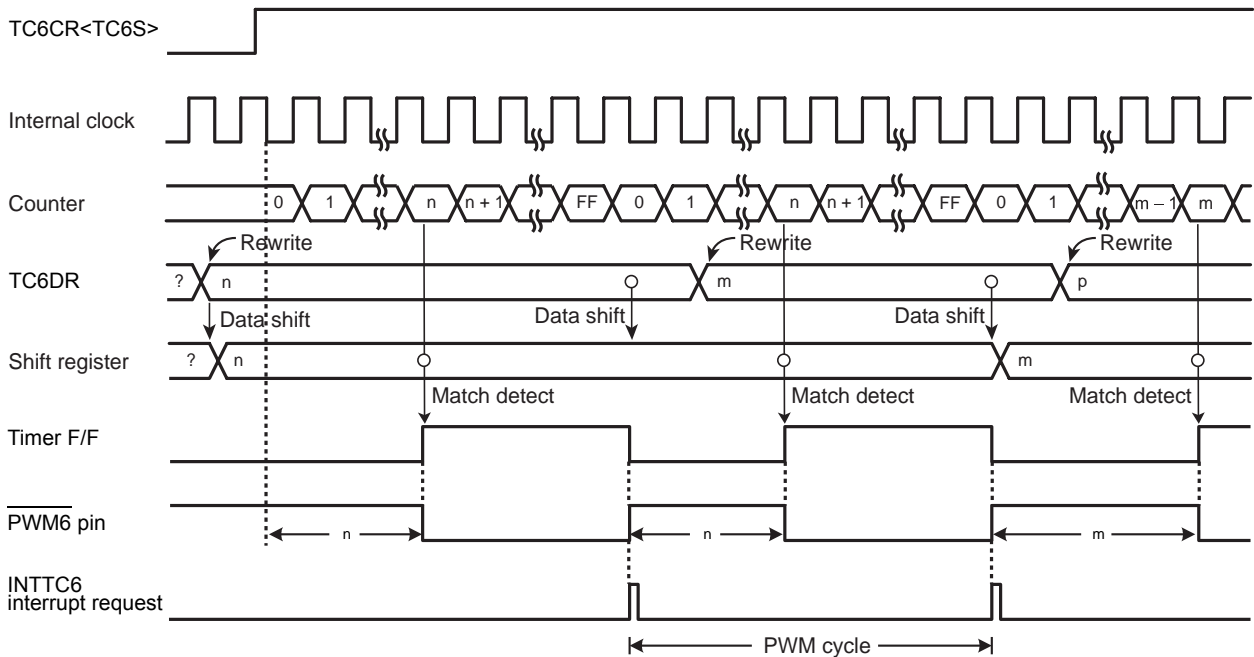 TC6CR<TC6S>
Internal clock
Counter
0 1 n n + 1 FF 0 1 n n + 1 FF 0 1 m – 1 m
Rewrite Rewrite Rewrite
TC6DR
? n m p
Data shift Data shift Data shift
Shift register
? n m
Match detect Match detect Match detect
Timer F/F
PWM6 pin
n n m
INTTC6
interrupt request
PWM cycle